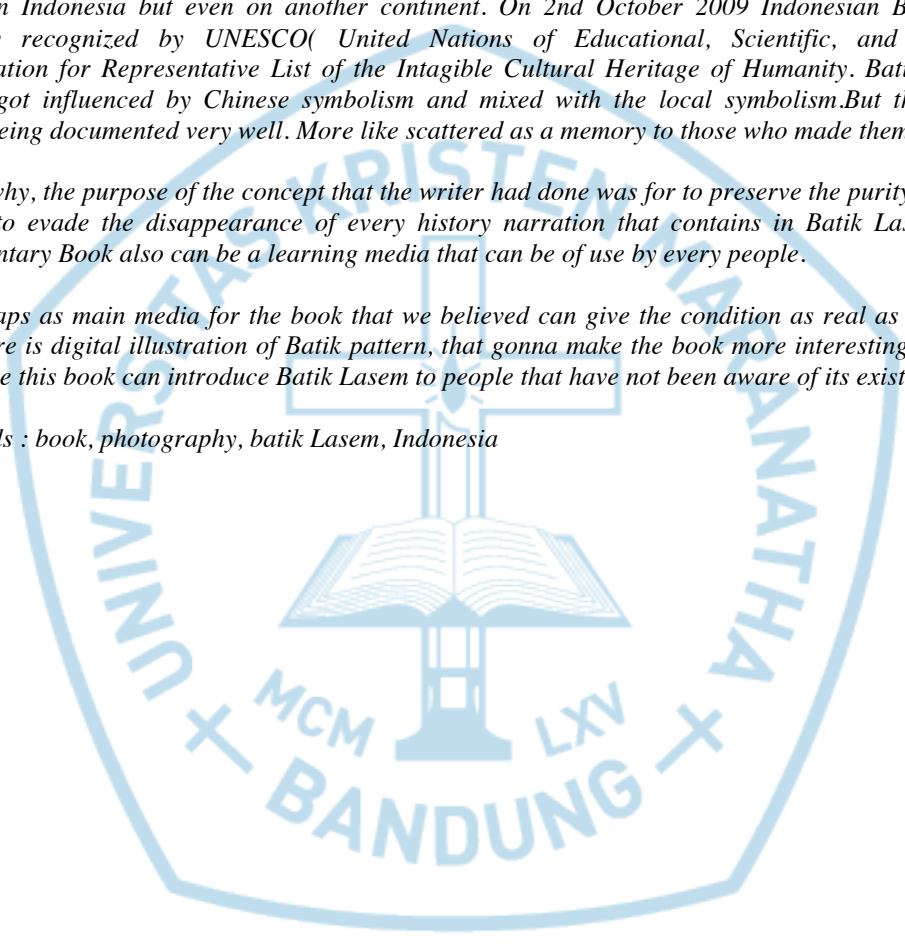 n Indonesia but even on another continent. On 2nd October 2009 Indonesian B
recognized by UNESCO( United Nations of Educational, Scientific, and
ation for Representative List of the Intagible Cultural Heritage of Humanity. Bati
got influenced by Chinese symbolism and mixed with the local symbolism.But th
eing documented very well. More like scattered as a memory to those who made them
vhy, the purpose of the concept that the writer had done was for to preserve the purity
to evade the disappearance of every history narration that contains in Batik Las
ntary Book also can be a learning media that can be of use by every people.
aps as main media for the book that we believed can give the condition as real as
re is digital illustration of Batik pattern, that gonna make the book more interesting
e this book can introduce Batik Lasem to people that have not been aware of its exist
ls : book, photography, batik Lasem, Indonesia
UNIVERSITAS KRISTEN MARANATHA
MCM LXV
BANDUNG